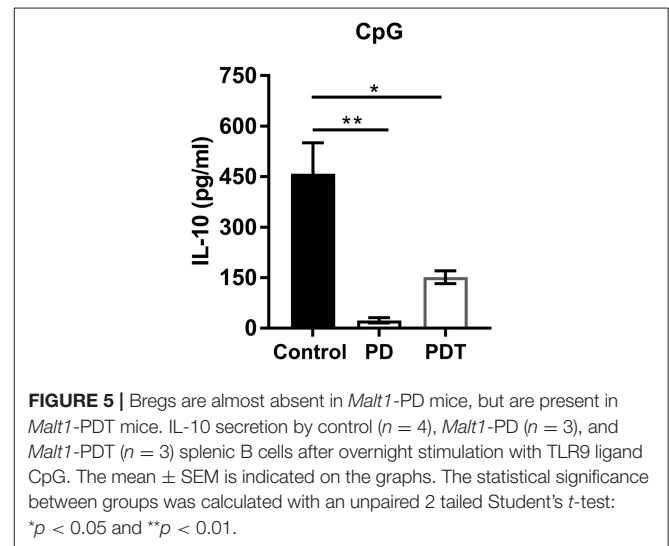 CpG
750
600
450
300
150
0
IL-10 (pg/ml)
*
**
Control PD PDT
FIGURE 5 | Bregs are almost absent in Malt1-PD mice, but are present in
Malt1-PDT mice. IL-10 secretion by control (n = 4), Malt1-PD (n = 3), and
Malt1-PDT (n = 3) splenic B cells after overnight stimulation with TLR9 ligand
CpG. The mean ± SEM is indicated on the graphs. The statistical significance
between groups was calculated with an unpaired 2 tailed Student's t-test:
*p < 0.05 and **p < 0.01.